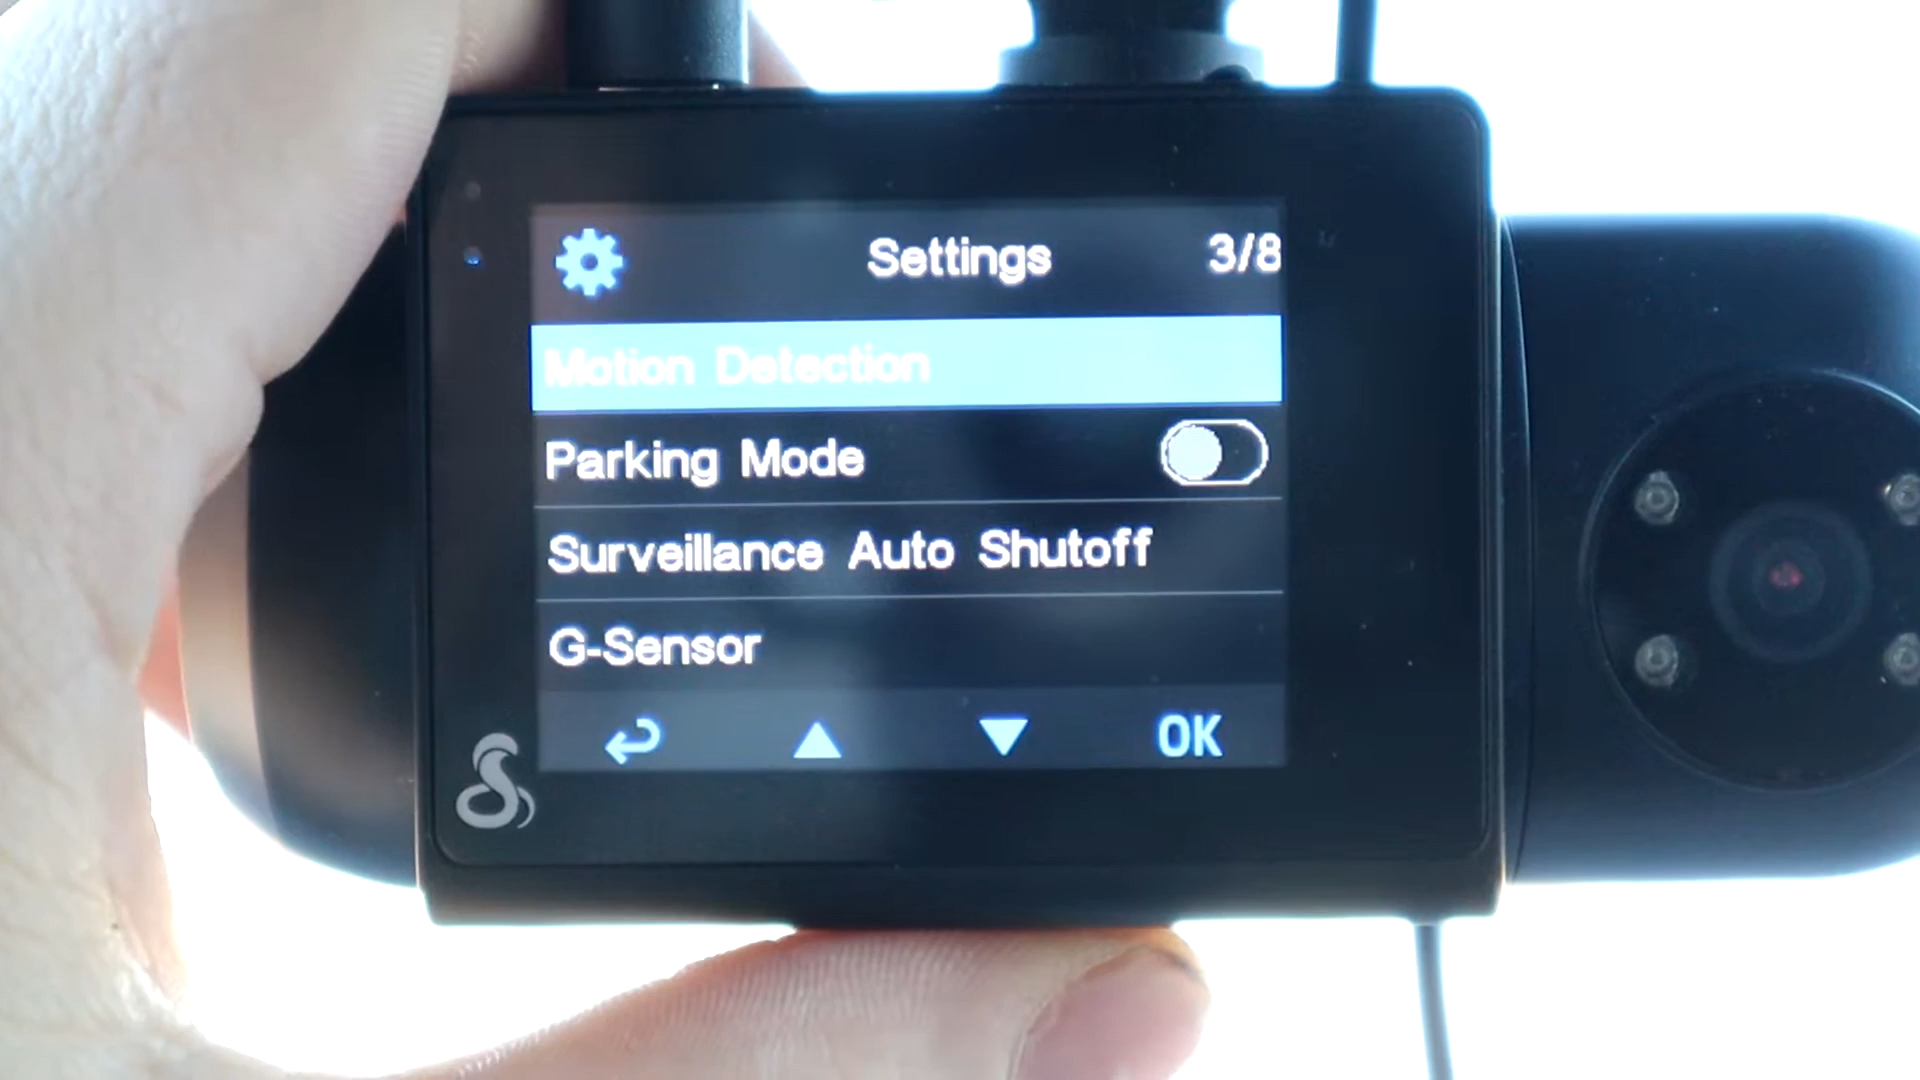 Settings 3/8
Motion Detection
Parking Mode
Surveillance Auto Shutoff
G-Sensor
OK